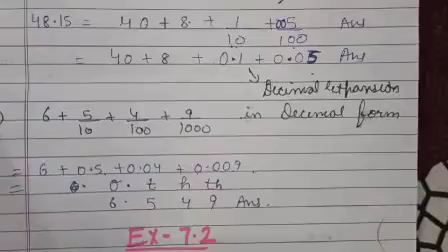 48.15 = 40 + 8 + 1/10 + 5/100 Ans
= 40 + 8 + 0.1 + 0.05 Ans
Decimal expansion
6 + 5/10 + 4/100 + 9/1000 in Decimal form
= 6 + 0.5 + 0.04 + 0.009
= O. t h th
6. 5 4 9 Ans.
EX-7.2